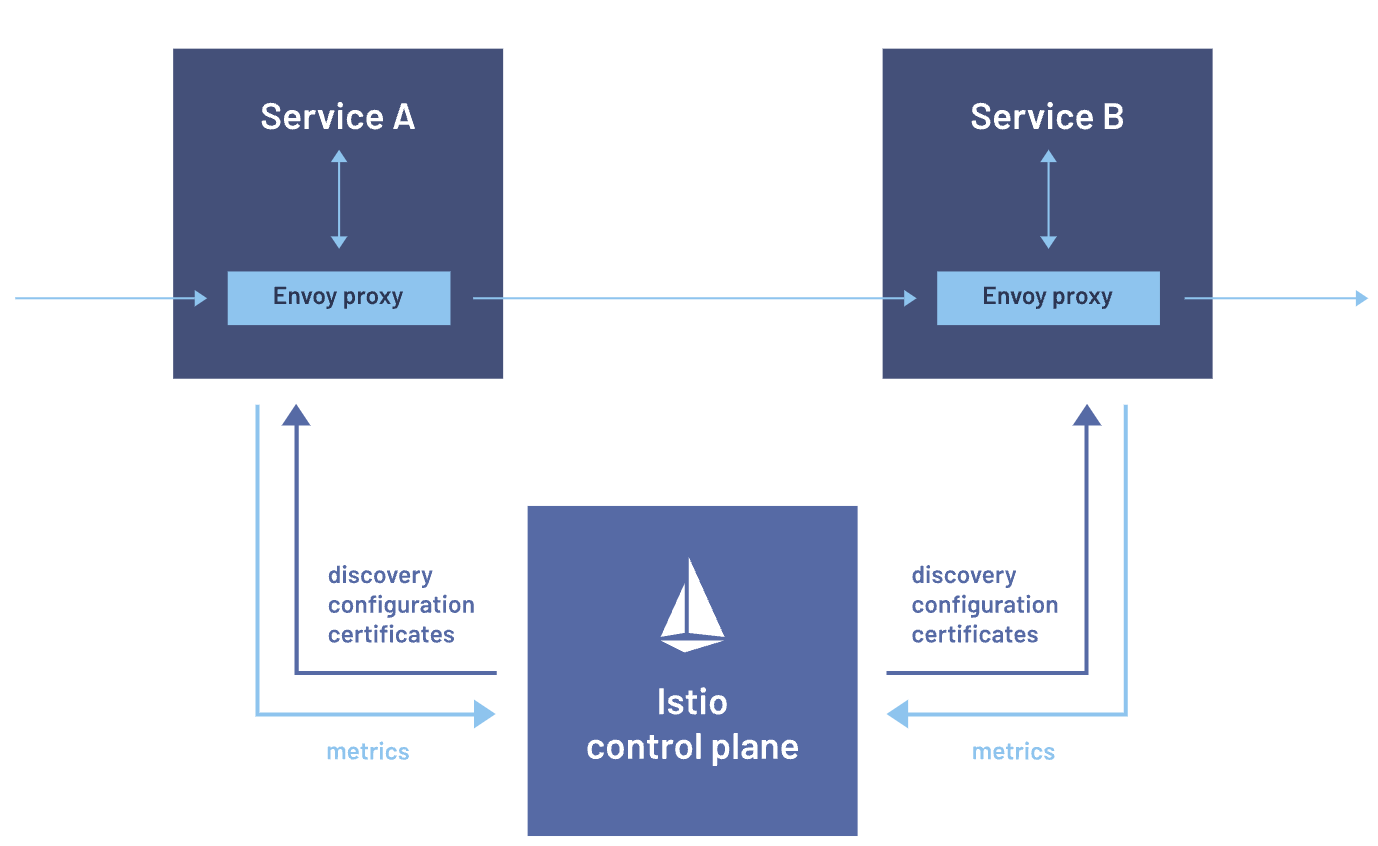 Service A
Service B
Envoy proxy
Envoy proxy
discovery
configuration
certificates
discovery
configuration
certificates
Istio
control plane
metrics
metrics